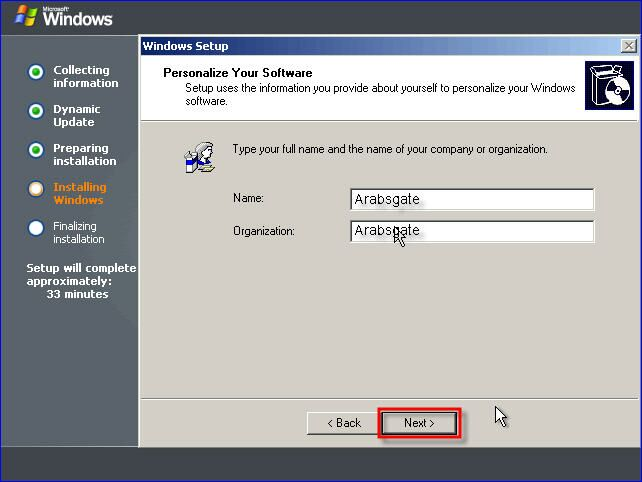 Microsoft
Windows
Collecting
information
Dynamic
Update
Preparing
installation
Installing
Windows
Finalizing
installation
Setup will complete
approximately:
33 minutes
Windows Setup
Personalize Your Software
Setup uses the information you provide about yourself to personalize your Windows
software.
Type your full name and the name of your company or organization.
Name: Arabsgate
Organization: Arabsgate
< Back Next >